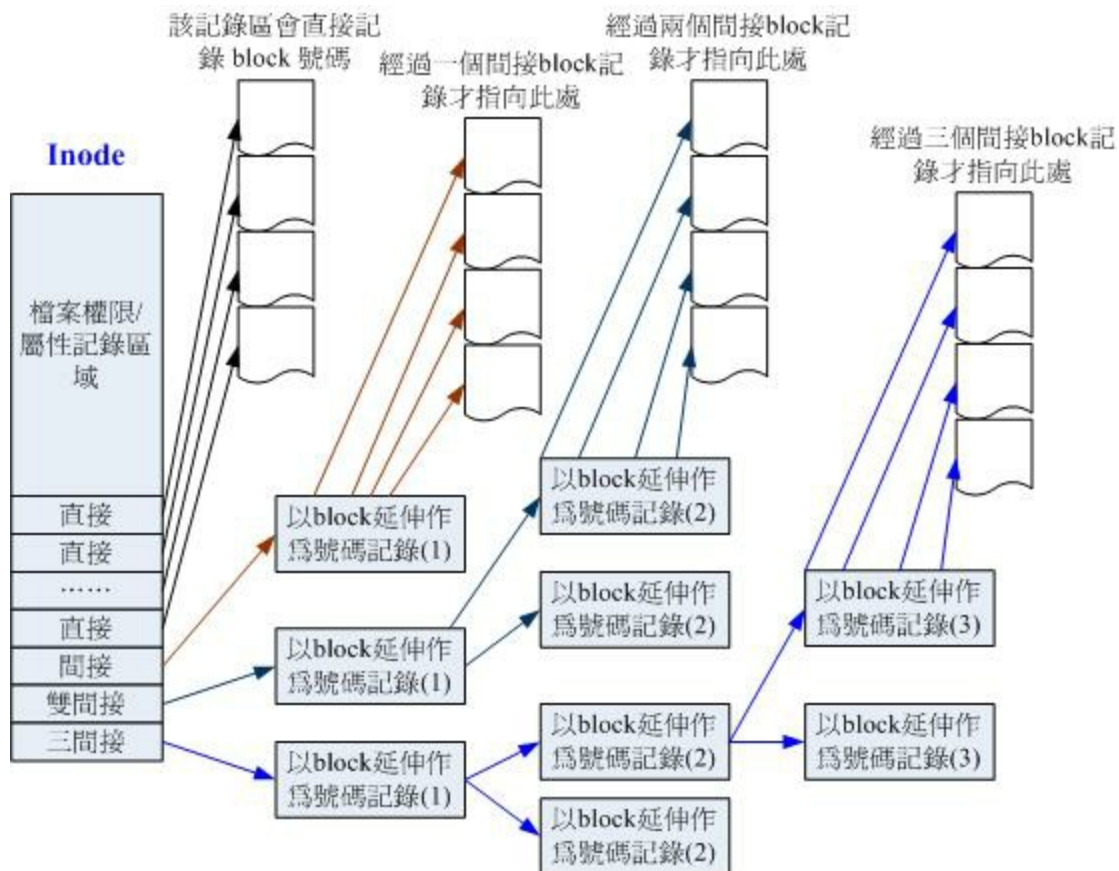 該記錄區會直接記
錄 block 號碼
經過一個間接block記
錄才指向此處
經過兩個間接block記
錄才指向此處
經過三個間接block記
錄才指向此處
Inode
檔案權限/
屬性記錄區
域
直接
直接
……
直接
間接
雙間接
三間接
以block延伸作
爲號碼記錄(1)
以block延伸作
爲號碼記錄(1)
以block延伸作
爲號碼記錄(1)
以block延伸作
爲號碼記錄(2)
以block延伸作
爲號碼記錄(2)
以block延伸作
爲號碼記錄(2)
以block延伸作
爲號碼記錄(2)
以block延伸作
爲號碼記錄(3)
以block延伸作
爲號碼記錄(3)